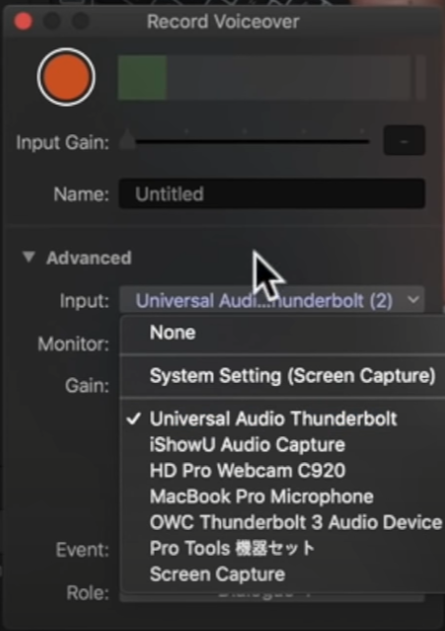 Record Voiceover
Input Gain:
-
Name: Untitled
Advanced
Input: Universal Audi...hunderbolt (2)
None
Monitor:
System Setting (Screen Capture)
Gain:
✓ Universal Audio Thunderbolt
iShowU Audio Capture
HD Pro Webcam C920
MacBook Pro Microphone
OWC Thunderbolt 3 Audio Device
Event: Pro Tools 機器セット
Screen Capture
Role: